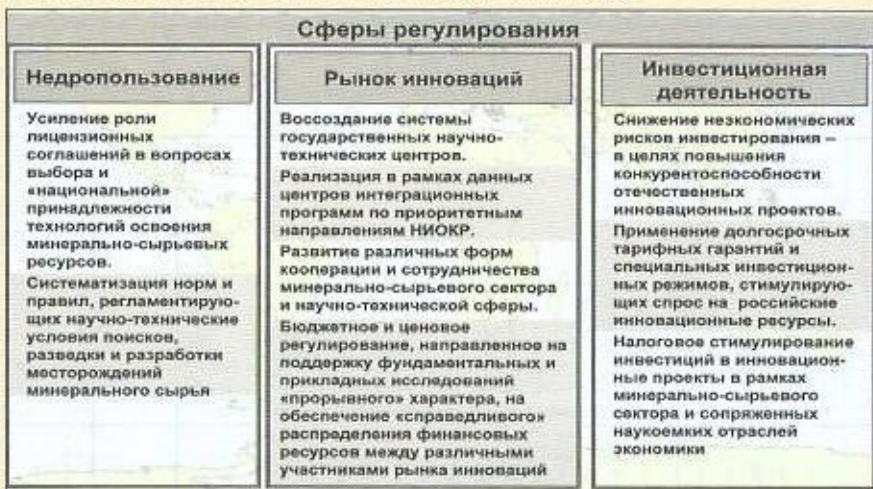 Сферы регулирования
Недропользование
Усиление роли
лицензионных
соглашений в вопросах
выбора и
«национальной»
принадлежности
технологий освоения
минерально-сырьевых
ресурсов.
Систематизация норм и
правил, регламентирую-
щих научно-технические
условия поисков,
разведки и разработки
месторождений
минерального сырья
Рынок инноваций
Воссоздание системы
государственных научно-
технических центров.
Реализация в рамках данных
центров интеграционных
программ по приоритетным
направлениям НИОКР.
Развитие различных форм
кооперации и сотрудничества
минерально-сырьевого сектора
и научно-технической сферы.
Бюджетное и ценовое
регулирование, направленное на
поддержку фундаментальных и
прикладных исследований
«прорывного» характера, на
обеспечение «справедливого»
распределения финансовых
ресурсов между различными
участниками рынка инноваций
Инвестиционная
деятельность
Снижение неэкономических
рисков инвестирования –
в целях повышения
конкурентоспособности
отечественных
инновационных проектов.
Применение долгосрочных
тарифных гарантий и
специальных инвестицион-
ных режимов, стимулирую-
щих спрос на российские
инновационные ресурсы.
Налоговое стимулирование
инвестиций в инновацион-
ные проекты в рамках
минерально-сырьевого
сектора и сопряженных
наукоемких отраслей
экономики